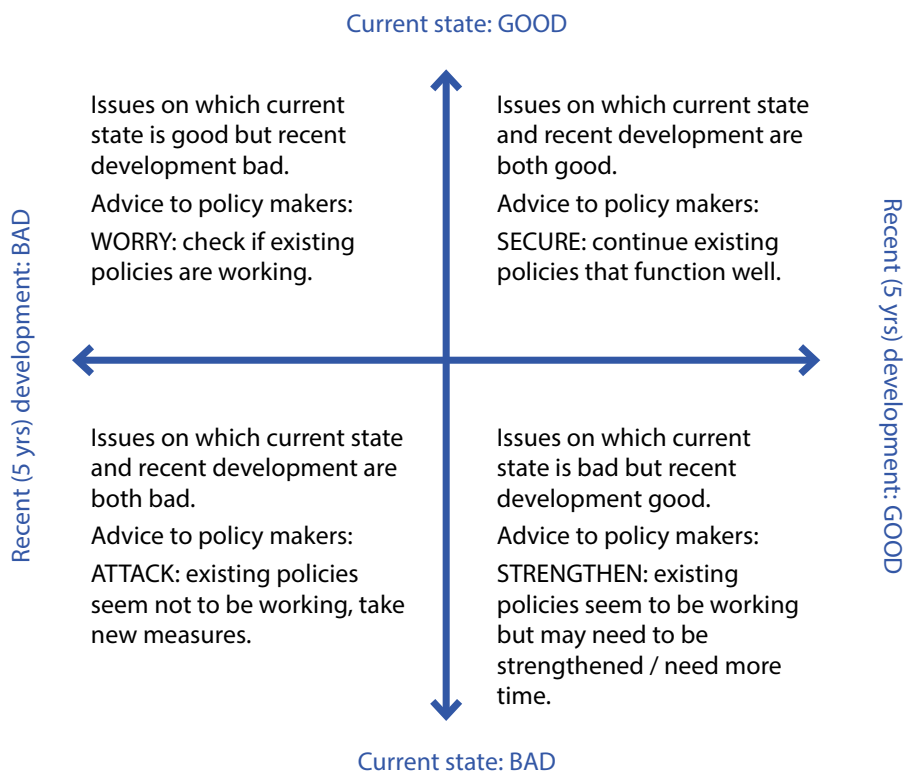 Current state: GOOD
Issues on which current
state is good but recent
development bad.
Advice to policy makers:
WORRY: check if existing
policies are working.
Issues on which current state
and recent development are
both good.
Advice to policy makers:
SECURE: continue existing
policies that function well.
Recent (5 yrs) development: BAD
Recent (5 yrs) development: GOOD
Issues on which current state
and recent development are
both bad.
Advice to policy makers:
ATTACK: existing policies
seem not to be working, take
new measures.
Issues on which current
state is bad but recent
development good.
Advice to policy makers:
STRENGTHEN: existing
policies seem to be working
but may need to be
strengthened / need more
time.
Current state: BAD